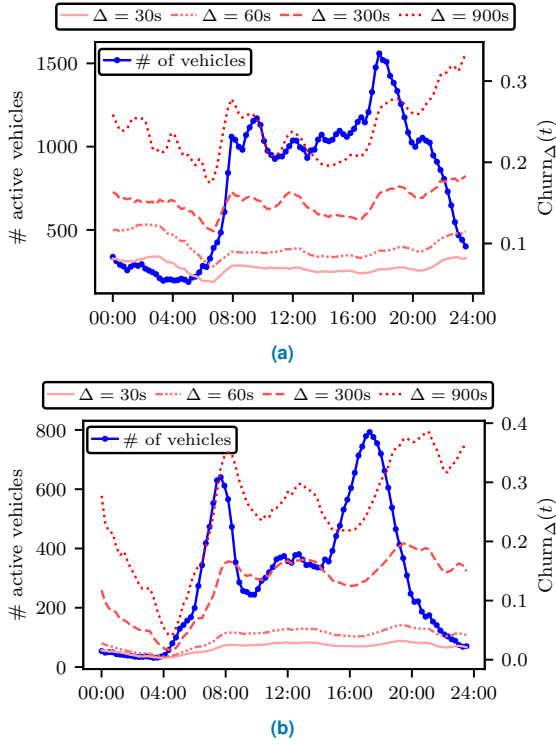 Δ = 30s Δ = 60s Δ = 300s Δ = 900s
# of vehicles
# active vehicles
1500
1000
500
0.3
0.2
0.1
Churn_Δ(t)
00:00 04:00 08:00 12:00 16:00 20:00 24:00
(a)
Δ = 30s Δ = 60s Δ = 300s Δ = 900s
# of vehicles
# active vehicles
800
600
400
200
0
0.4
0.3
0.2
0.1
0.0
Churn_Δ(t)
00:00 04:00 08:00 12:00 16:00 20:00 24:00
(b)